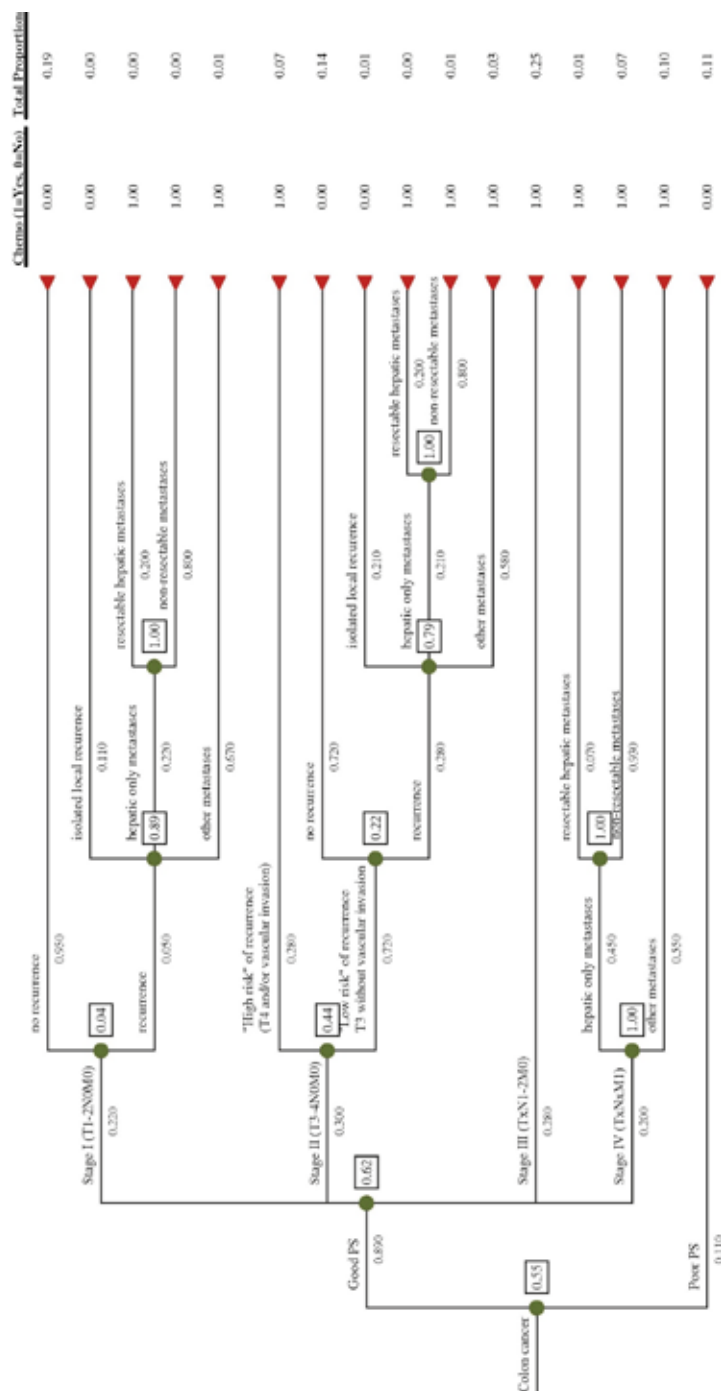 Chemo (1=Yes, 0=No) Total Proportion
no recurrence
0.950
0.00 0.19
Stage I (T1-2N0M0)
0.220
0.04
isolated local recurence
0.110
0.00 0.00
recurrence
0.050
0.89
resectable hepatic metastases
0.200
1.00 0.00
hepatic only metastases
0.220
1.00
non-resectable metastases
0.800
1.00 0.00
other metastases
0.670
1.00 0.01
"High risk" of recurrence
(T4 and/or vascular invasion)
0.280
1.00 0.07
Stage II (T3-4N0M0)
0.300
0.44
no recurrence
0.720
0.00 0.14
"Low risk" of recurrence
T3 without vascular invasion
0.720
0.22
isolated local recurence
0.210
0.00 0.01
Good PS
0.890
0.62
recurrence
0.280
0.79
resectable hepatic metastases
0.200
1.00 0.00
hepatic only metastases
0.210
1.00
non-resectable metastases
0.800
1.00 0.01
other metastases
0.580
1.00 0.03
Stage III (TxN1-2M0)
0.280
1.00 0.25
Colon cancer
0.55
resectable hepatic metastases
0.070
1.00 0.01
hepatic only metastases
0.450
1.00
non-resectable metastases
0.930
1.00 0.07
Stage IV (TxNxM1)
0.200
1.00
other metastases
0.550
1.00 0.10
Poor PS
0.110
0.00 0.11